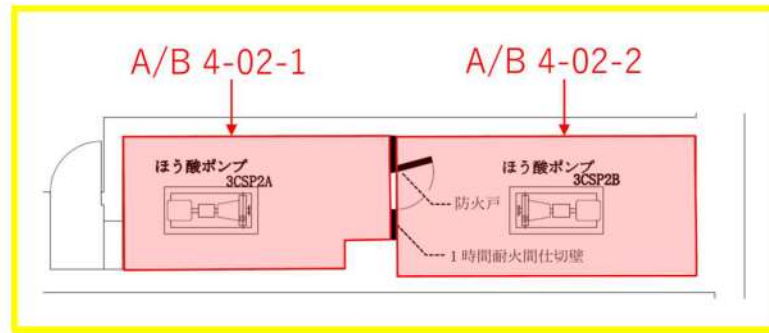 A/B 4-02-1
A/B 4-02-2
ほう酸ポンプ
3CSP2A
ほう酸ポンプ
3CSP2B
防火戸
1時間耐火間仕切壁